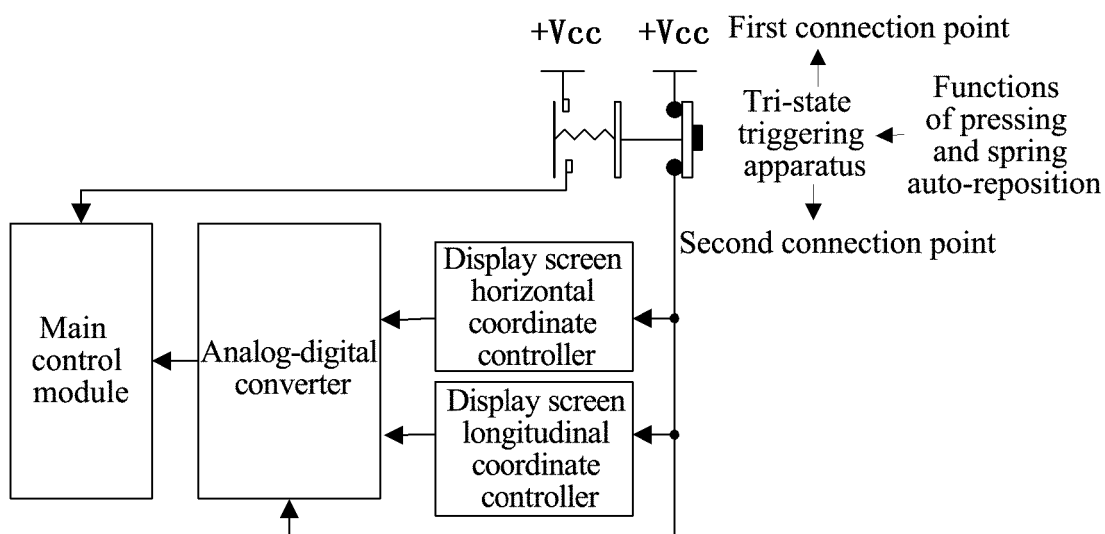 +Vcc
+Vcc
First connection point
Tri-state
triggering
apparatus
Functions
of pressing
and spring
auto-reposition
Second connection point
Main
control
module
Analog-digital
converter
Display screen
horizontal
coordinate
controller
Display screen
longitudinal
coordinate
controller